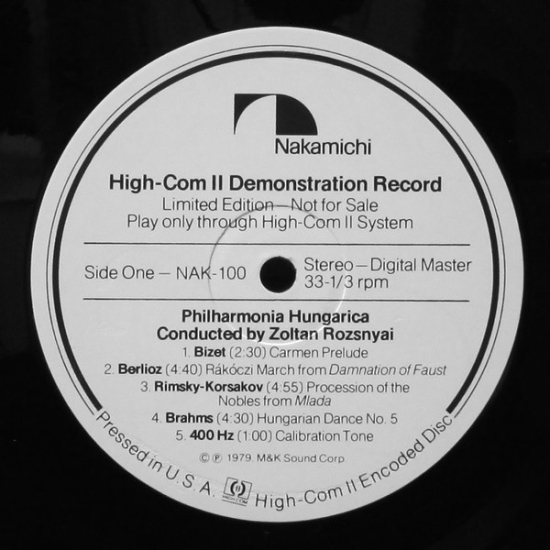 Nakamichi
High-Com II Demonstration Record
Limited Edition—Not for Sale
Play only through High-Com II System
Side One – NAK-100
Stereo – Digital Master
33-1/3 rpm
Philharmonia Hungarica
Conducted by Zoltan Rozsnyai
1. Bizet (2:30) Carmen Prelude
2. Berlioz (4:40) Rákóczi March from Damnation of Faust
3. Rimsky-Korsakov (4:55) Procession of the
Nobles from Mlada
4. Brahms (4:30) Hungarian Dance No. 5
5. 400 Hz (1:00) Calibration Tone
© ℗ 1979, M&K Sound Corp.
Pressed in U.S.A. High-Com II Encoded Disc